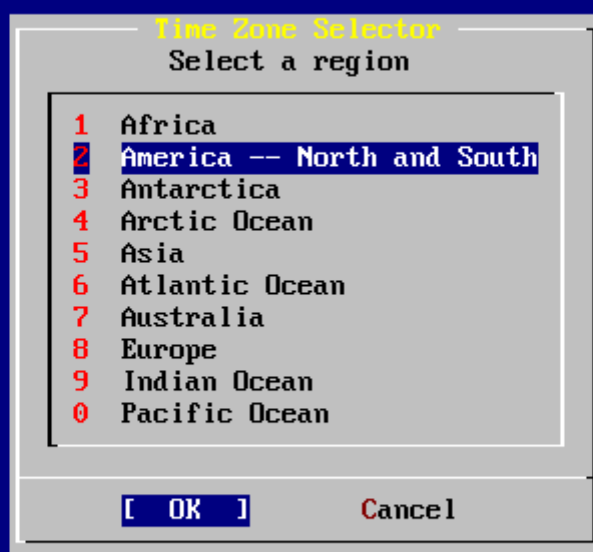 Time Zone Selector
Select a region
1 Africa
2 America -- North and South
3 Antarctica
4 Arctic Ocean
5 Asia
6 Atlantic Ocean
7 Australia
8 Europe
9 Indian Ocean
0 Pacific Ocean
[ OK ] Cancel